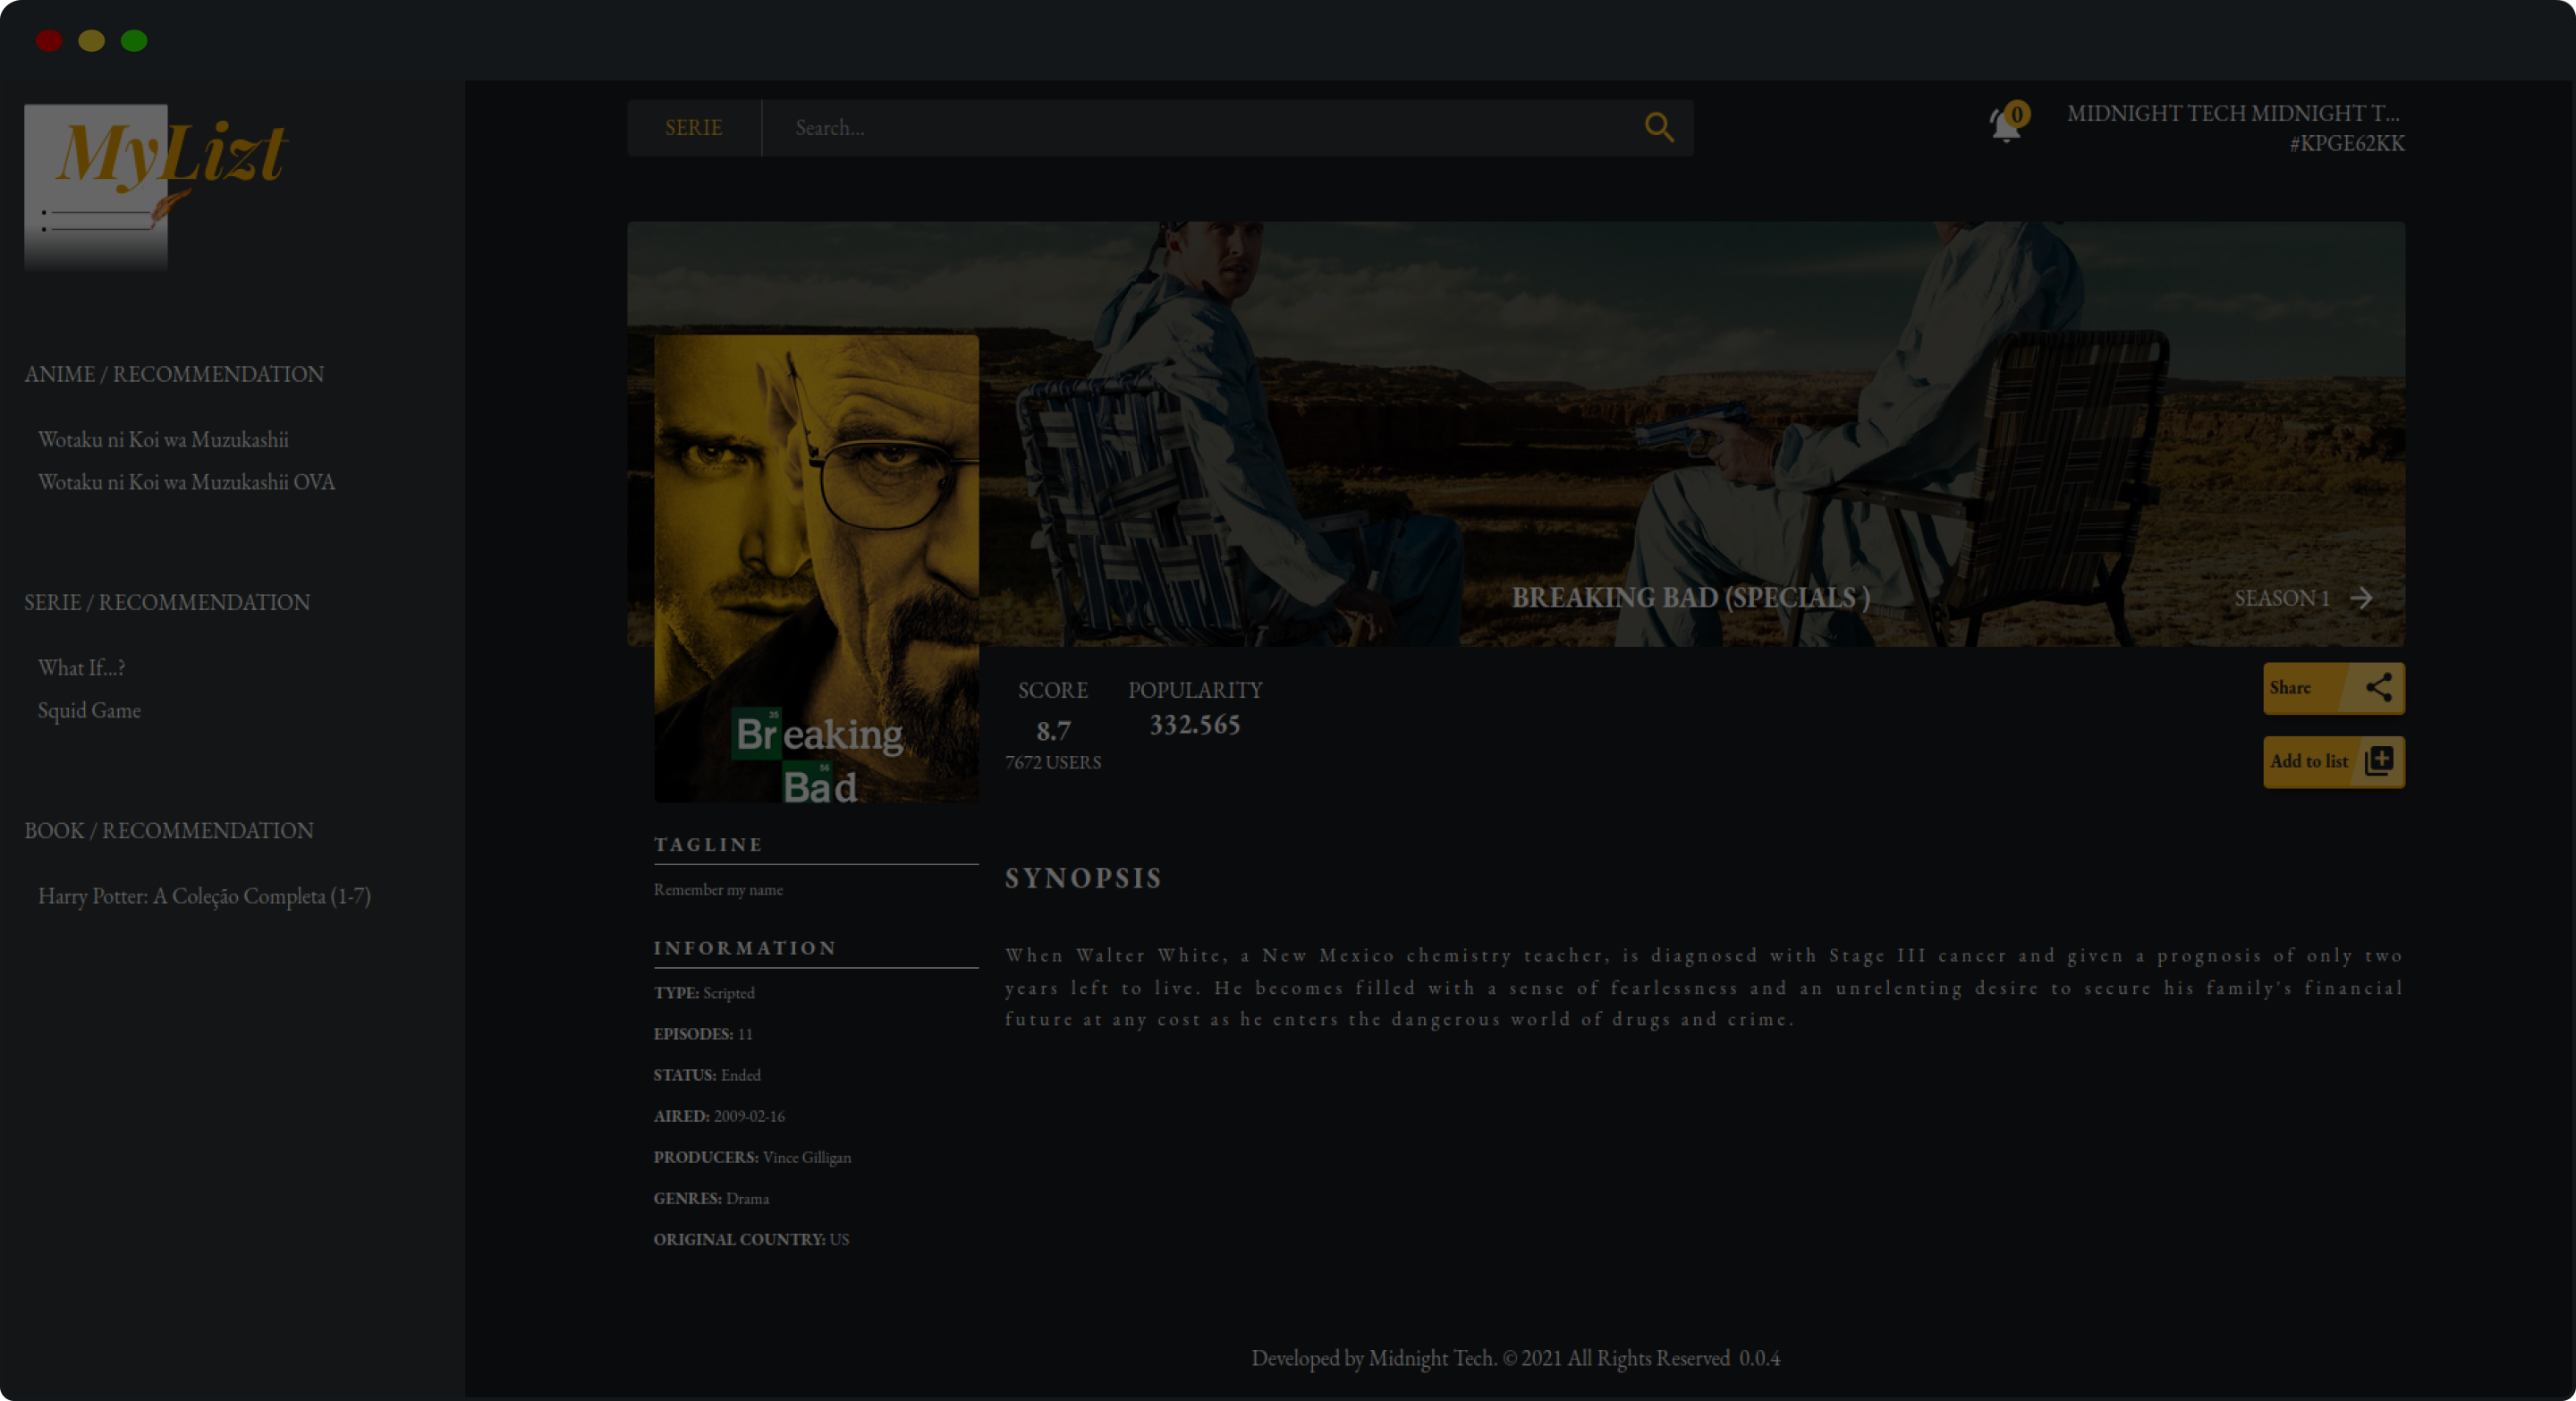 MyLizt
SERIE
Search...
0
MIDNIGHT TECH MIDNIGHT T...
#KPGE62KK
ANIME / RECOMMENDATION
Wotaku ni Koi wa Muzukashii
Wotaku ni Koi wa Muzukashii OVA
SERIE / RECOMMENDATION
What If...?
Squid Game
BOOK / RECOMMENDATION
Harry Potter: A Coleção Completa (1-7)
BREAKING BAD (SPECIALS )
SEASON 1
35
Breaking
56
Bad
SCORE
8.7
7672 USERS
POPULARITY
332.565
Share
Add to list
TAGLINE
Remember my name
INFORMATION
TYPE: Scripted
EPISODES: 11
STATUS: Ended
AIRED: 2009-02-16
PRODUCERS: Vince Gilligan
GENRES: Drama
ORIGINAL COUNTRY: US
SYNOPSIS
When Walter White, a New Mexico chemistry teacher, is diagnosed with Stage III cancer and given a prognosis of only two
years left to live. He becomes filled with a sense of fearlessness and an unrelenting desire to secure his family's financial
future at any cost as he enters the dangerous world of drugs and crime.
Developed by Midnight Tech. © 2021 All Rights Reserved 0.0.4